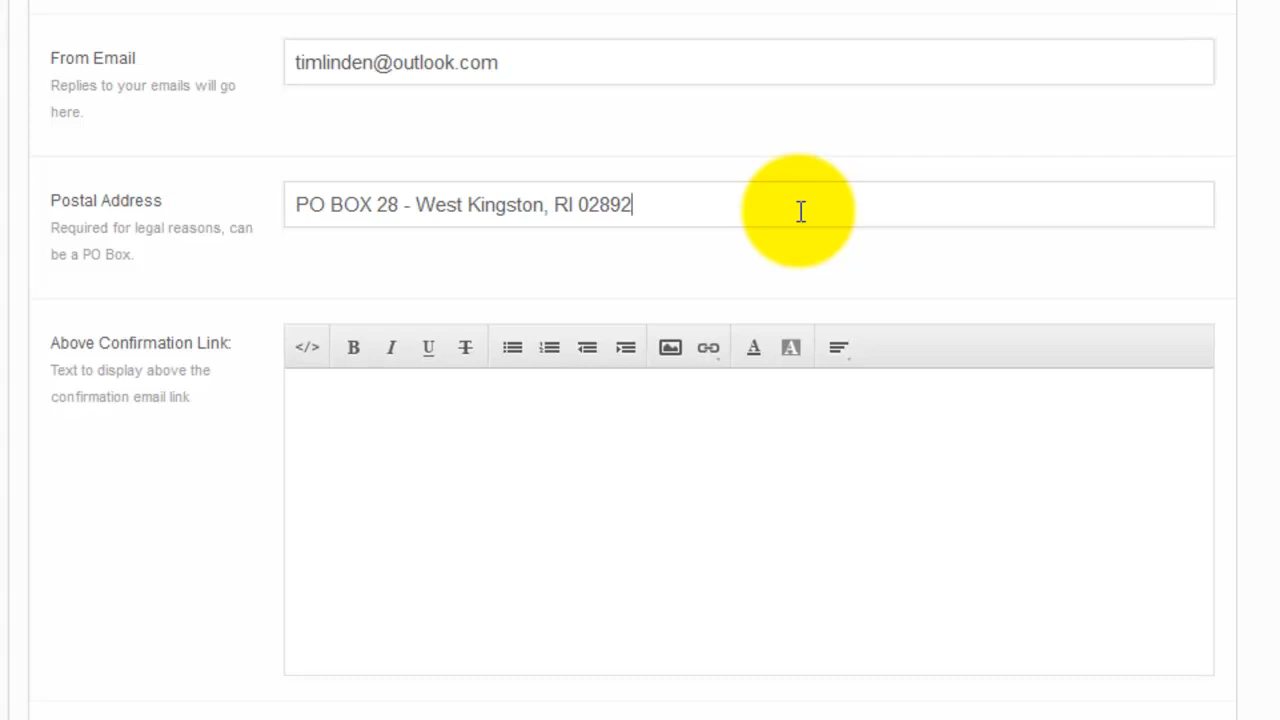 From Email
timlinden@outlook.com
Replies to your emails will go
here.
Postal Address
PO BOX 28 - West Kingston, RI 02892
Required for legal reasons, can
be a PO Box.
Above Confirmation Link:
</> B I U T A A
Text to display above the
confirmation email link